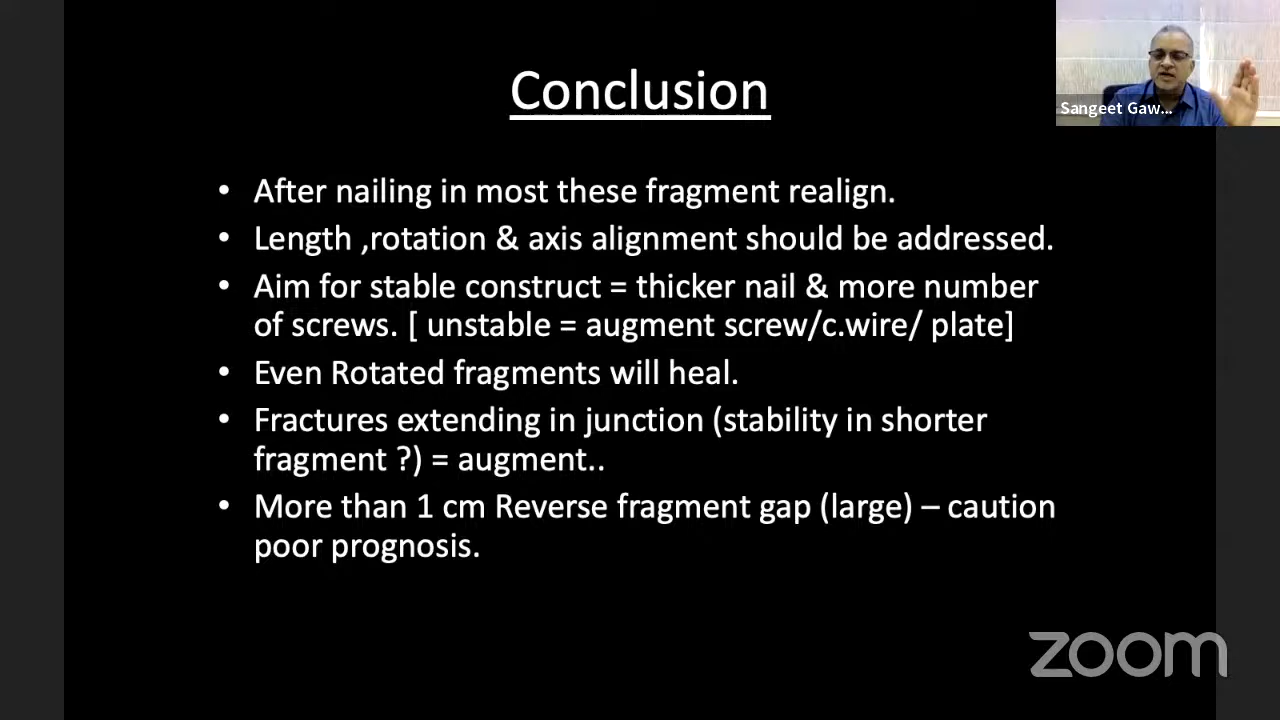 Conclusion
Sangeet Gaw...
• After nailing in most these fragment realign.
• Length ,rotation & axis alignment should be addressed.
• Aim for stable construct = thicker nail & more number
of screws. [ unstable = augment screw/c.wire/ plate]
• Even Rotated fragments will heal.
• Fractures extending in junction (stability in shorter
fragment ?) = augment..
• More than 1 cm Reverse fragment gap (large) – caution
poor prognosis.
zoom